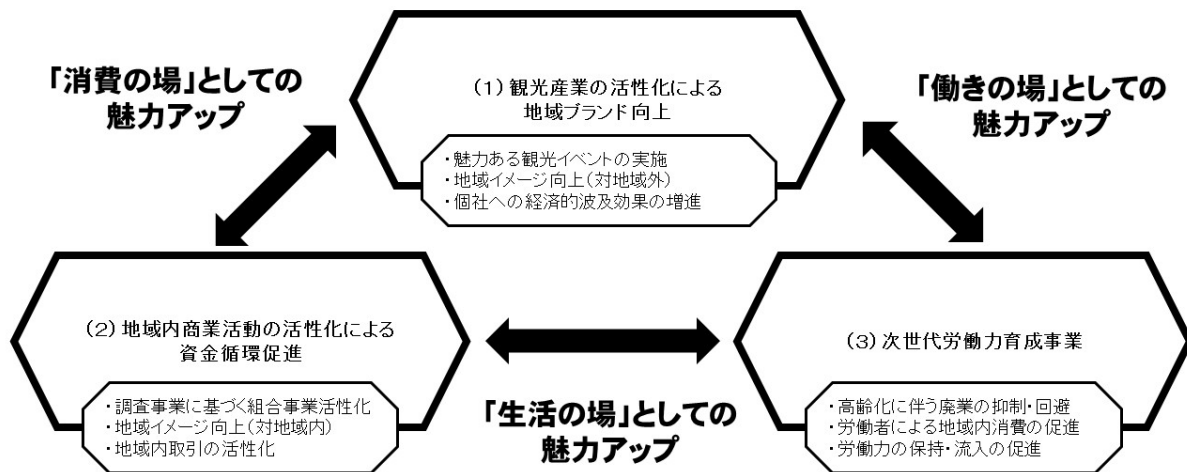 「消費の場」としての
魅力アップ
(1) 観光産業の活性化による
地域ブランド向上
・魅力ある観光イベントの実施
・地域イメージ向上(対地域外)
・個社への経済的波及効果の増進
「働きの場」としての
魅力アップ
(2) 地域内商業活動の活性化による
資金循環促進
・調査事業に基づく組合事業活性化
・地域イメージ向上(対地域内)
・地域内取引の活性化
「生活の場」としての
魅力アップ
(3) 次世代労働力育成事業
・高齢化に伴う廃業の抑制・回避
・労働者による地域内消費の促進
・労働力の保持・流入の促進